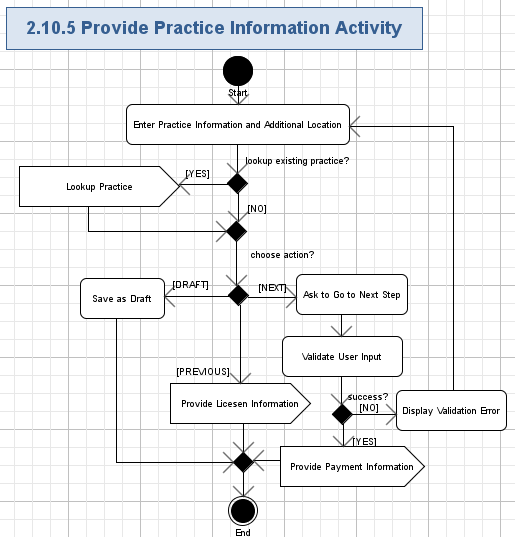 2.10.5 Provide Practice Information Activity
Start
Enter Practice Information and Additional Location
lookup existing practice?
[YES]
Lookup Practice
[NO]
choose action?
[DRAFT]
[NEXT]
Save as Draft
Ask to Go to Next Step
Validate User Input
[PREVIOUS]
success?
[NO]
Provide Licesen Information
Display Validation Error
[YES]
Provide Payment Information
End